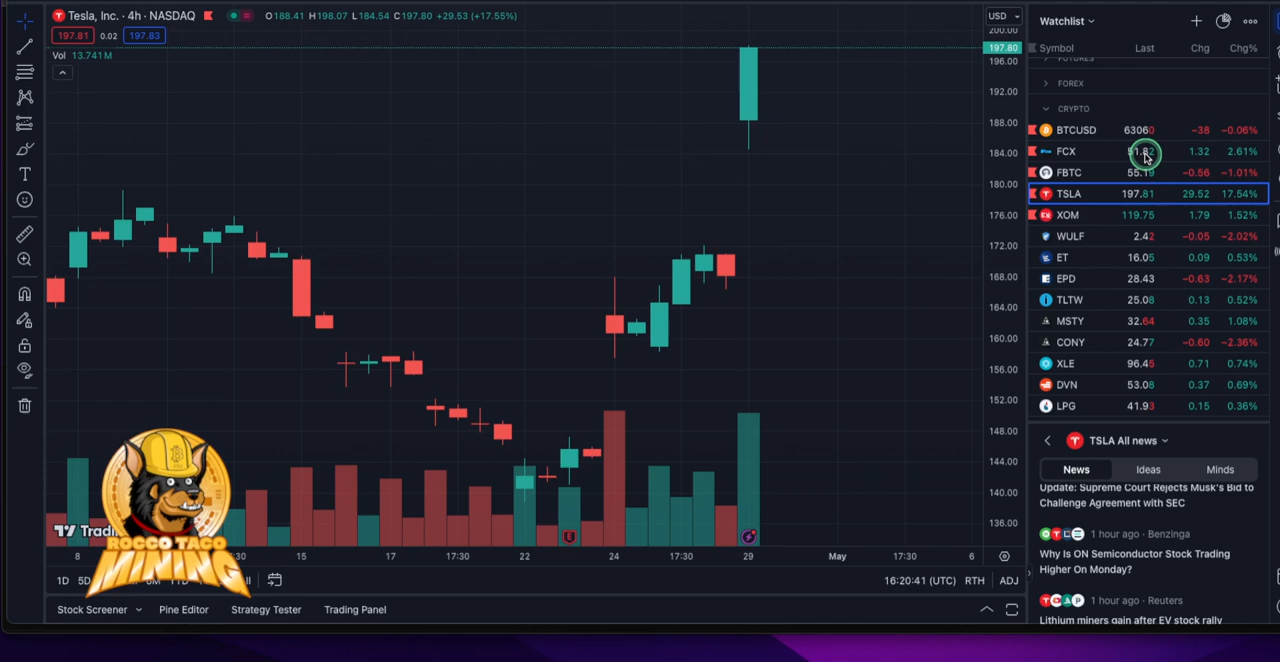 Tesla, Inc. · 4h · NASDAQ
O188.41 H198.07 L184.54 C197.80 +29.53 (+17.55%)
197.81 0.02 197.83
Vol 13.741M
USD
200.00
197.80
196.00
192.00
188.00
184.00
180.00
176.00
172.00
168.00
164.00
160.00
156.00
152.00
148.00
144.00
140.00
136.00
E
ROCCO TACO
MINING
8
15
17
17:30
22
24
17:30
29
May
17:30
6
1D 5D
16:20:41 (UTC) RTH ADJ
Stock Screener Pine Editor Strategy Tester Trading Panel
Watchlist
Symbol Last Chg Chg%
FUTURES
FOREX
CRYPTO
BTCUSD 63060 −38 −0.06%
FCX 1.32 2.61%
FBTC 55.19 −0.56 −1.01%
TSLA 197.81 29.52 17.54%
XOM 119.75 1.79 1.52%
WULF 2.42 −0.05 −2.02%
ET 16.05 0.09 0.53%
EPD 28.43 −0.63 −2.17%
TLTW 25.08 0.13 0.52%
MSTY 32.64 0.35 1.08%
CONY 24.77 −0.60 −2.36%
XLE 96.45 0.71 0.74%
DVN 53.08 0.37 0.69%
LPG 41.93 0.15 0.36%
TSLA All news
News Ideas Minds
Update: Supreme Court Rejects Musk's Bid to
Challenge Agreement with SEC
1 hour ago · Benzinga
Why Is ON Semiconductor Stock Trading
Higher On Monday?
1 hour ago · Reuters
Lithium miners gain after EV stock rally